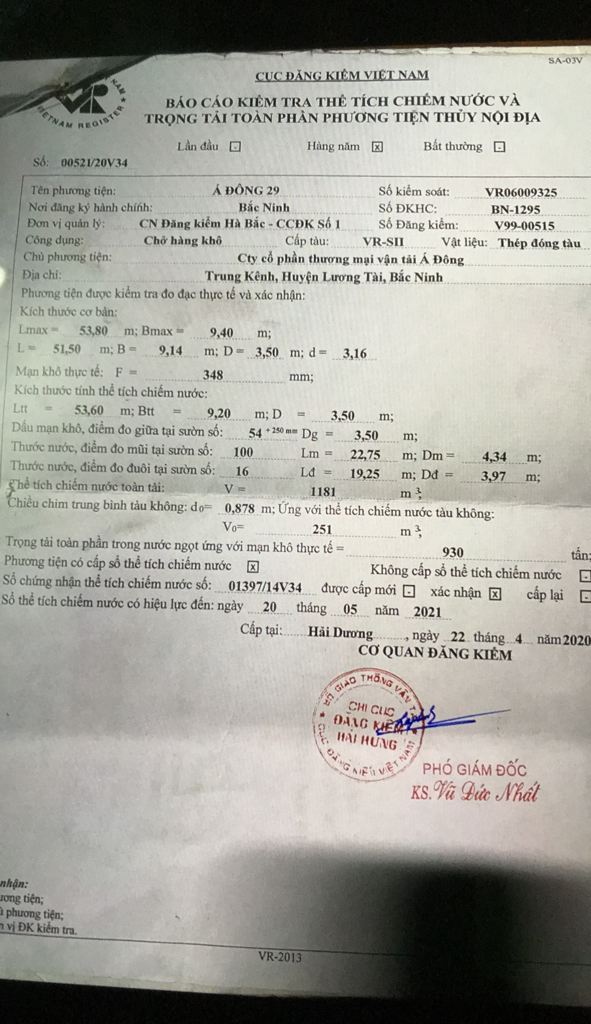 SA-03V
VR
VIETNAM REGISTER
CỤC ĐĂNG KIỂM VIỆT NAM
BÁO CÁO KIỂM TRA THỂ TÍCH CHIẾM NƯỚC VÀ
TRỌNG TẢI TOÀN PHẦN PHƯƠNG TIỆN THỦY NỘI ĐỊA
Lần đầu - Hàng năm x Bất thường -
Số: 00521/20V34
Tên phương tiện: Á ĐÔNG 29 Số kiểm soát: VR06009325
Nơi đăng ký hành chính: Bắc Ninh Số ĐKHC: BN-1295
Đơn vị quản lý: CN Đăng kiểm Hà Bắc - CCĐK Số 1 Số Đăng kiểm: V99-00515
Công dụng: Chở hàng khô Cấp tàu: VR-SII Vật liệu: Thép đóng tàu
Chủ phương tiện: Cty cổ phần thương mại vận tải Á Đông
Địa chỉ: Trung Kênh, Huyện Lương Tài, Bắc Ninh
Phương tiện được kiểm tra đo đạc thực tế và xác nhận:
Kích thước cơ bản:
Lmax = 53,80 m; Bmax = 9,40 m;
L = 51,50 m; B = 9,14 m; D = 3,50 m; d = 3,16
Mạn khô thực tế: F = 348 mm;
Kích thước tính thể tích chiếm nước:
Ltt = 53,60 m; Btt = 9,20 m; D = 3,50 m;
Dấu mạn khô, điểm đo giữa tại sườn số: 54 + 250 mm Dg = 3,50 m;
Thước nước, điểm đo mũi tại sườn số: 100 Lm = 22,75 m; Dm = 4,34 m;
Thước nước, điểm đo đuôi tại sườn số: 16 Lđ = 19,25 m; Dđ = 3,97 m;
Thể tích chiếm nước toàn tải: V = 1181 m³;
Chiều chìm trung bình tàu không: d₀= 0,878 m; Ứng với thể tích chiếm nước tàu không:
V₀= 251 m³;
Trọng tải toàn phần trong nước ngọt ứng với mạn khô thực tế = 930 tấn;
Phương tiện có cấp sổ thể tích chiếm nước x Không cấp sổ thể tích chiếm nước -
Số chứng nhận thể tích chiếm nước số: 01397/14V34 được cấp mới - xác nhận x cấp lại -
Sổ thể tích chiếm nước có hiệu lực đến: ngày 20 tháng 05 năm 2021
Cấp tại: Hải Dương, ngày 22 tháng 4 năm 2020
CƠ QUAN ĐĂNG KIỂM
BỘ GIAO THÔNG VẬN TẢI
CHI CỤC
ĐĂNG KIỂM
HẢI HƯNG
CỤC ĐĂNG KIỂM VIỆT NAM
PHÓ GIÁM ĐỐC
KS. Vũ Đức Nhất
nhận:
ương tiện;
ủ phương tiện;
n vị ĐK kiểm tra.
VR-2013